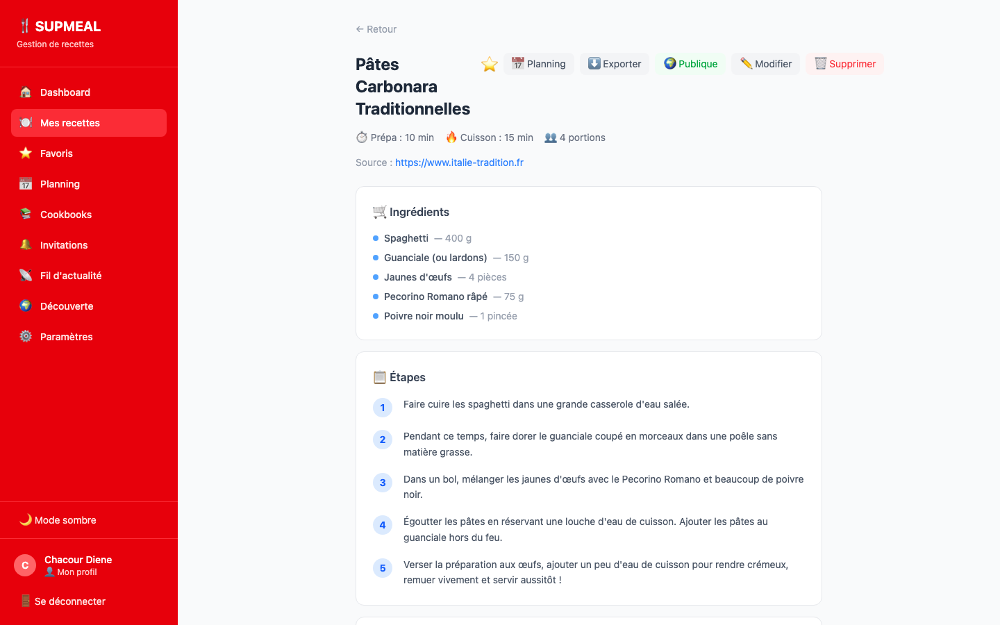 SUPMEAL
Gestion de recettes
Dashboard
Mes recettes
Favoris
Planning
Cookbooks
Invitations
Fil d'actualité
Découverte
Paramètres
Mode sombre
C
Chacour Diene
Mon profil
Se déconnecter
← Retour
Pâtes
Carbonara
Traditionnelles
Planning
Exporter
Publique
Modifier
Supprimer
Prépa : 10 min
Cuisson : 15 min
4 portions
Source : https://www.italie-tradition.fr
Ingrédients
Spaghetti — 400 g
Guanciale (ou lardons) — 150 g
Jaunes d'œufs — 4 pièces
Pecorino Romano râpé — 75 g
Poivre noir moulu — 1 pincée
Étapes
1 Faire cuire les spaghetti dans une grande casserole d'eau salée.
2 Pendant ce temps, faire dorer le guanciale coupé en morceaux dans une poêle sans
matière grasse.
3 Dans un bol, mélanger les jaunes d'œufs avec le Pecorino Romano et beaucoup de poivre
noir.
4 Égoutter les pâtes en réservant une louche d'eau de cuisson. Ajouter les pâtes au
guanciale hors du feu.
5 Verser la préparation aux œufs, ajouter un peu d'eau de cuisson pour rendre crémeux,
remuer vivement et servir aussitôt !